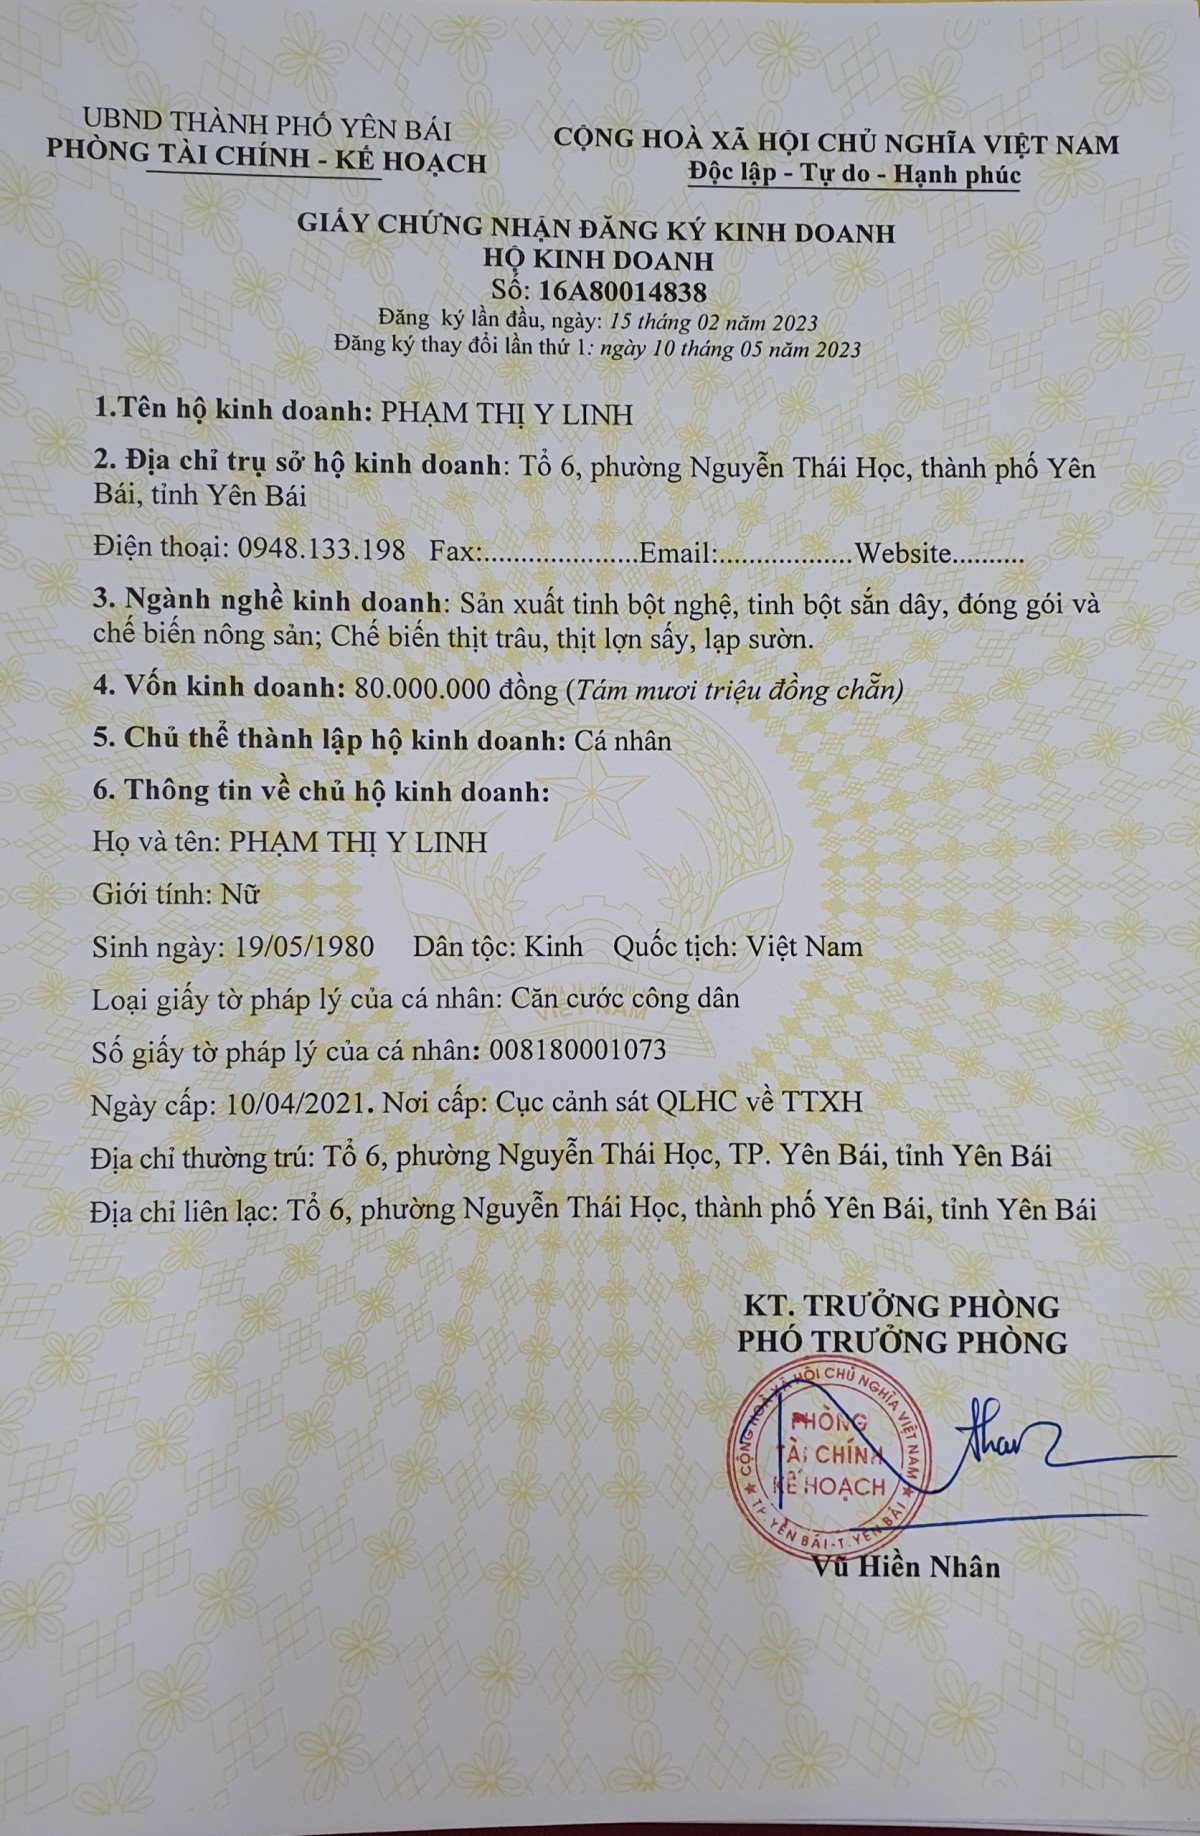 UBND THÀNH PHỐ YÊN BÁI
PHÒNG TÀI CHÍNH - KẾ HOẠCH
CỘNG HOÀ XÃ HỘI CHỦ NGHĨA VIỆT NAM
Độc lập - Tự do - Hạnh phúc
GIẤY CHỨNG NHẬN ĐĂNG KÝ KINH DOANH
HỘ KINH DOANH
Số: 16A80014838
Đăng ký lần đầu, ngày: 15 tháng 02 năm 2023
Đăng ký thay đổi lần thứ 1: ngày 10 tháng 05 năm 2023
1.Tên hộ kinh doanh: PHẠM THỊ Y LINH
2. Địa chỉ trụ sở hộ kinh doanh: Tổ 6, phường Nguyễn Thái Học, thành phố Yên
Bái, tỉnh Yên Bái
Điện thoại: 0948.133.198 Fax:.....................Email:..................Website..........
3. Ngành nghề kinh doanh: Sản xuất tinh bột nghệ, tinh bột sắn dây, đóng gói và
chế biến nông sản; Chế biến thịt trâu, thịt lợn sấy, lạp sườn.
4. Vốn kinh doanh: 80.000.000 đồng (Tám mươi triệu đồng chẵn)
5. Chủ thể thành lập hộ kinh doanh: Cá nhân
6. Thông tin về chủ hộ kinh doanh:
Họ và tên: PHẠM THỊ Y LINH
Giới tính: Nữ
Sinh ngày: 19/05/1980 Dân tộc: Kinh Quốc tịch: Việt Nam
Loại giấy tờ pháp lý của cá nhân: Căn cước công dân
Số giấy tờ pháp lý của cá nhân: 008180001073
Ngày cấp: 10/04/2021. Nơi cấp: Cục cảnh sát QLHC về TTXH
Địa chỉ thường trú: Tổ 6, phường Nguyễn Thái Học, TP. Yên Bái, tỉnh Yên Bái
Địa chỉ liên lạc: Tổ 6, phường Nguyễn Thái Học, thành phố Yên Bái, tỉnh Yên Bái
KT. TRƯỞNG PHÒNG
PHÓ TRƯỞNG PHÒNG
CỘNG HOÀ XÃ HỘI CHỦ NGHĨA VIỆT NAM
PHÒNG
TÀI CHÍNH
KẾ HOẠCH
TP. YÊN BÁI - T. YÊN BÁI
Vũ Hiền Nhân